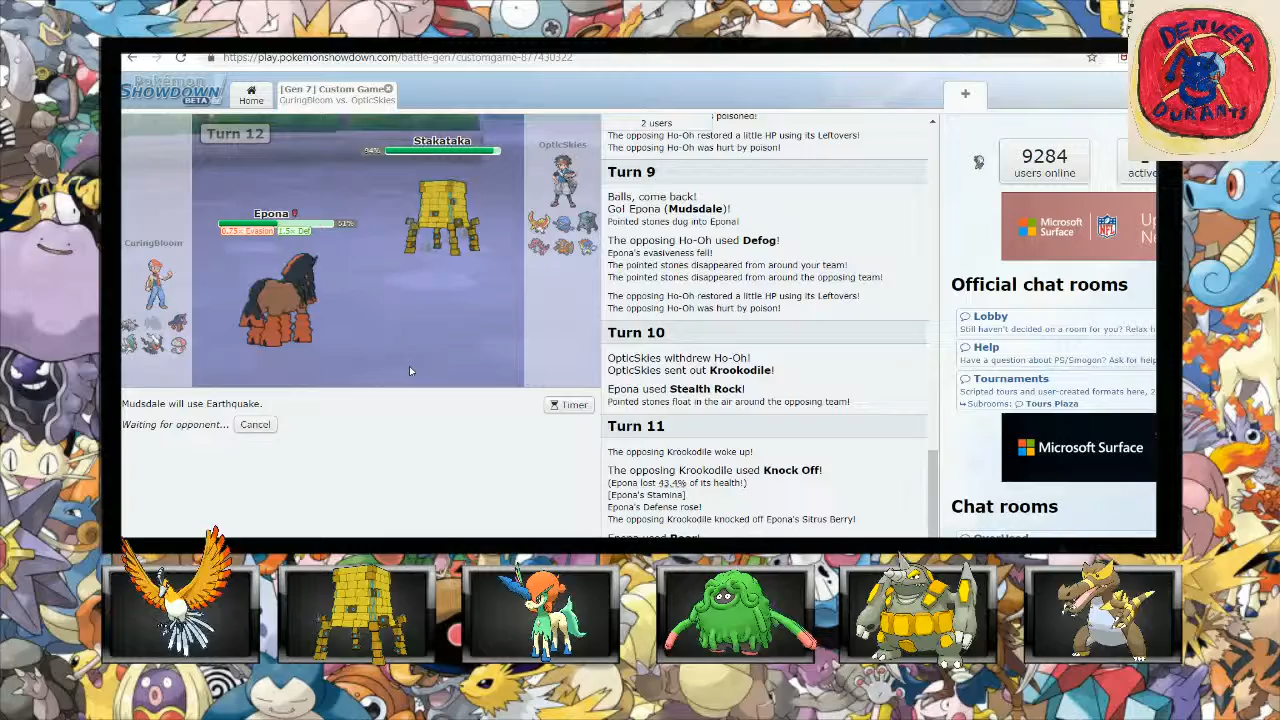 DENVER
DURANTS
https://play.pokemonshowdown.com/battle-gen7customgame-877430322
Pokémon
SHOWDOWN
BETA
Home
[Gen 7] Custom Game
CuringBloom vs. OpticSkies
+
Turn 12
Stakataka
94%
OpticSkies
Epona
51%
0.75× Evasion 1.5× Def
CuringBloom
Mudsdale will use Earthquake.
Timer
Waiting for opponent...
Cancel
2 users
poisoned!
The opposing Ho-Oh restored a little HP using its Leftovers!
The opposing Ho-Oh was hurt by poison!
Turn 9
Balls, come back!
Go! Epona (Mudsdale)!
Pointed stones dug into Epona!
The opposing Ho-Oh used Defog!
Epona's evasiveness fell!
The pointed stones disappeared from around your team!
The pointed stones disappeared from around the opposing team!
The opposing Ho-Oh restored a little HP using its Leftovers!
The opposing Ho-Oh was hurt by poison!
Turn 10
OpticSkies withdrew Ho-Oh!
OpticSkies sent out Krookodile!
Epona used Stealth Rock!
Pointed stones float in the air around the opposing team!
Turn 11
The opposing Krookodile woke up!
The opposing Krookodile used Knock Off!
(Epona lost 43.4% of its health!)
[Epona's Stamina]
Epona's Defense rose!
The opposing Krookodile knocked off Epona's Sitrus Berry!
Epona used Roar!
9284
users online
active
Microsoft
Surface
NFL
Official chat rooms
Lobby
Still haven't decided on a room for you? Relax
Help
Have a question about PS/Smogon? Ask for help
Tournaments
Scripted tours and user-created formats here, 2
Subrooms: Tours Plaza
Microsoft Surface
Chat rooms
OverUsed